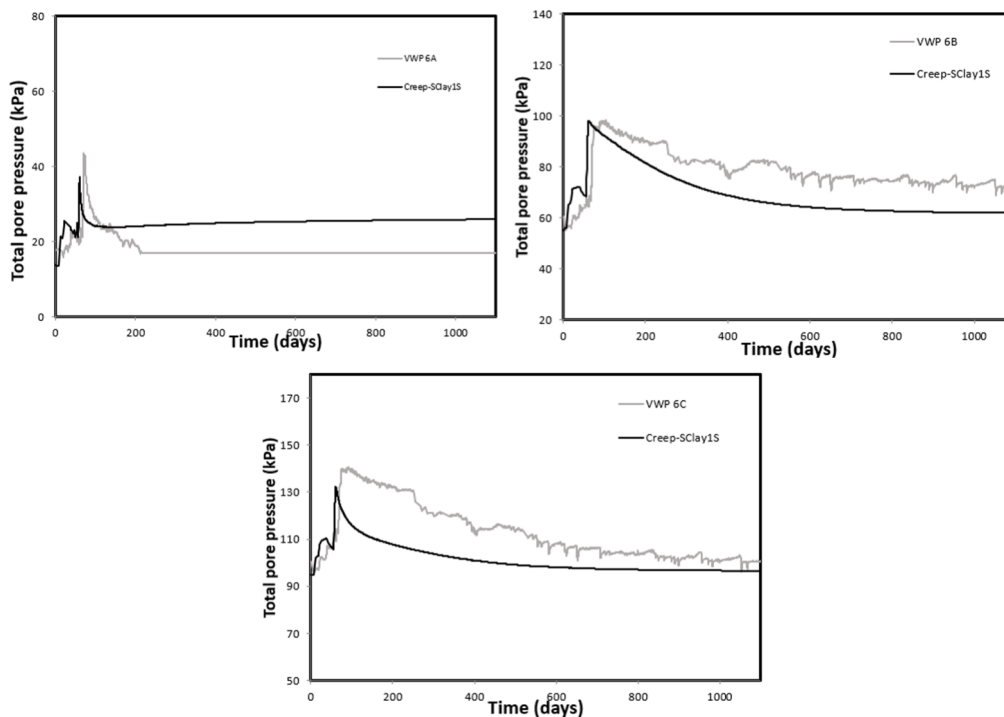 80
60
40
20
0
Total pore pressure (kPa)
VWP 6A
Creep-SClay1S
0 200 400 600 800 1000
Time (days)
140
120
100
80
60
40
20
Total pore pressure (kPa)
VWP 6B
Creep-SClay1S
0 200 400 600 800 1000
Time (days)
170
150
130
110
90
70
50
Total pore pressure (kPa)
VWP 6C
Creep-SClay1S
0 200 400 600 800 1000
Time (days)